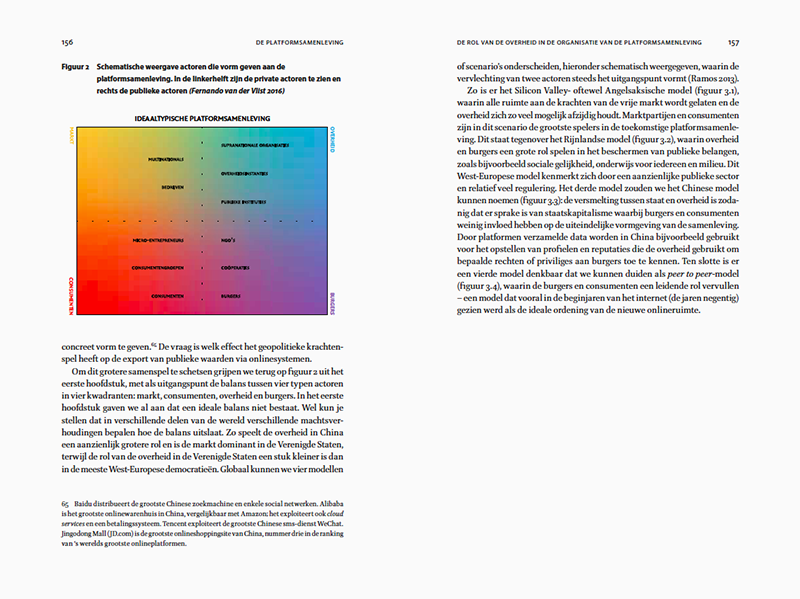 156
DE PLATFORMSAMENLEVING
Figuur 2 Schematische weergave actoren die vorm geven aan de
platformsamenleving. In de linkerhelft zijn de private actoren te zien en
rechts de publieke actoren (Fernando van der Vlist 2016)
IDEAALTYPISCHE PLATFORMSAMENLEVING
MARKT
OVERHEID
SUPRANATIONALE ORGANISATIES
MULTINATIONALS
OVERHEIDSINSTANTIES
BEDRIJVEN
PUBLIEKE INSTITUTIES
MICRO-ENTREPRENEURS
NGO'S
CONSUMENTENGROEPEN
COÖPERATIES
CONSUMENTEN
BURGERS
CONSUMENTEN
BURGERS
concreet vorm te geven.65 De vraag is welk effect het geopolitieke krachten-
spel heeft op de export van publieke waarden via onlinesystemen.
Om dit grotere samenspel te schetsen grijpen we terug op figuur 2 uit het
eerste hoofdstuk, met als uitgangspunt de balans tussen vier typen actoren
in vier kwadranten: markt, consumenten, overheid en burgers. In het eerste
hoofdstuk gaven we al aan dat een ideale balans niet bestaat. Wel kun je
stellen dat in verschillende delen van de wereld verschillende machtsver-
houdingen bepalen hoe de balans uitslaat. Zo speelt de overheid in China
een aanzienlijk grotere rol en is de markt dominant in de Verenigde Staten,
terwijl de rol van de overheid in de Verenigde Staten een stuk kleiner is dan
in de meeste West-Europese democratieën. Globaal kunnen we vier modellen
65 Baidu distribueert de grootste Chinese zoekmachine en enkele social netwerken. Alibaba
is het grootste onlinewarenhuis in China, vergelijkbaar met Amazon; het exploiteert ook cloud
services en een betalingssysteem. Tencent exploiteert de grootste Chinese sms-dienst WeChat.
Jingodong Mall (JD.com) is de grootste onlineshoppingsite van China, nummer drie in de ranking
van 's werelds grootste onlineplatformen.
DE ROL VAN DE OVERHEID IN DE ORGANISATIE VAN DE PLATFORMSAMENLEVING
157
of scenario's onderscheiden, hieronder schematisch weergegeven, waarin de
vervlechting van twee actoren steeds het uitgangspunt vormt (Ramos 2013).
Zo is er het Silicon Valley- oftewel Angelsaksische model (figuur 3.1),
waarin alle ruimte aan de krachten van de vrije markt wordt gelaten en de
overheid zich zo veel mogelijk afzijdig houdt. Marktpartijen en consumenten
zijn in dit scenario de grootste spelers in de toekomstige platformsamenle-
ving. Dit staat tegenover het Rijnlandse model (figuur 3.2), waarin overheid
en burgers een grote rol spelen in het beschermen van publieke belangen,
zoals bijvoorbeeld sociale gelijkheid, onderwijs voor iedereen en milieu. Dit
West-Europese model kenmerkt zich door een aanzienlijke publieke sector
en relatief veel regulering. Het derde model zouden we het Chinese model
kunnen noemen (figuur 3.3): de versmelting tussen staat en overheid is zoda-
nig dat er sprake is van staatskapitalisme waarbij burgers en consumenten
weinig invloed hebben op de uiteindelijke vormgeving van de samenleving.
Door platformen verzamelde data worden in China bijvoorbeeld gebruikt
voor het opstellen van profielen en reputaties die de overheid gebruikt om
bepaalde rechten of priviliges aan burgers toe te kennen. Ten slotte is er
een vierde model denkbaar dat we kunnen duiden als peer to peer-model
(figuur 3.4), waarin de burgers en consumenten een leidende rol vervullen
– een model dat vooral in de beginjaren van het internet (de jaren negentig)
gezien werd als de ideale ordening van de nieuwe onlineruimte.